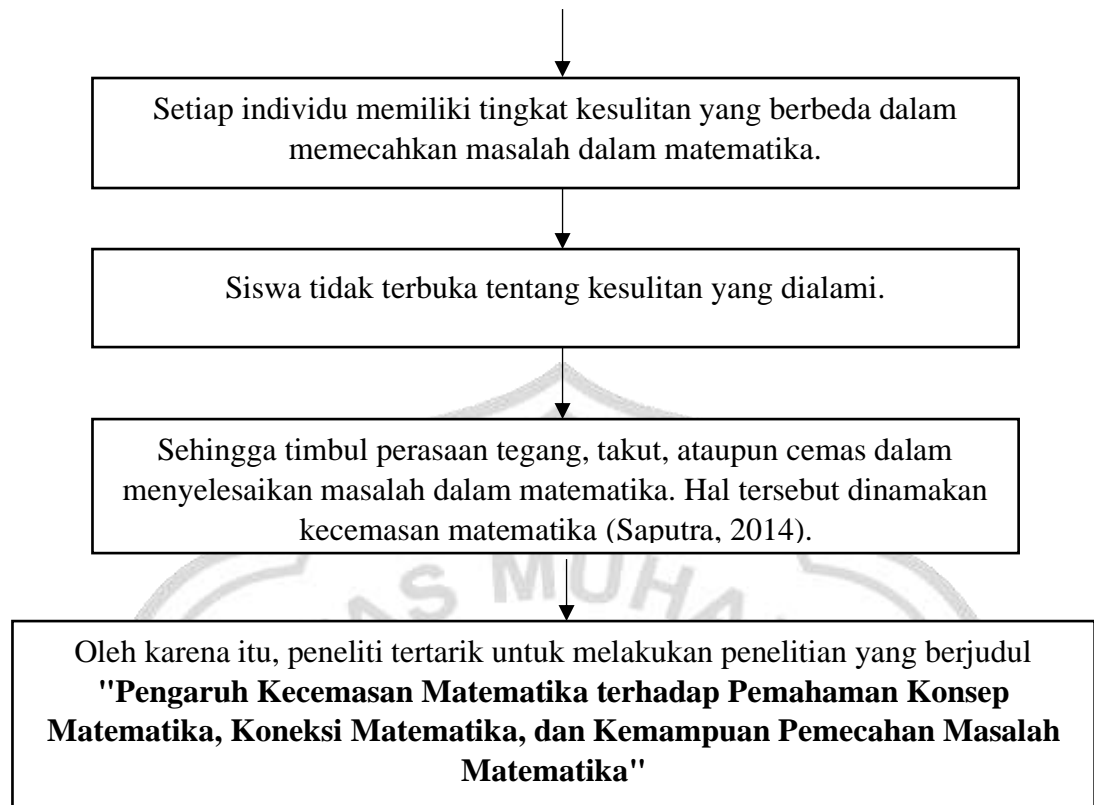 Setiap individu memiliki tingkat kesulitan yang berbeda dalam
memecahkan masalah dalam matematika.
Siswa tidak terbuka tentang kesulitan yang dialami.
Sehingga timbul perasaan tegang, takut, ataupun cemas dalam
menyelesaikan masalah dalam matematika. Hal tersebut dinamakan
kecemasan matematika (Saputra, 2014).
AS MUHA
Oleh karena itu, peneliti tertarik untuk melakukan penelitian yang berjudul
"Pengaruh Kecemasan Matematika terhadap Pemahaman Konsep
Matematika, Koneksi Matematika, dan Kemampuan Pemecahan Masalah
Matematika"